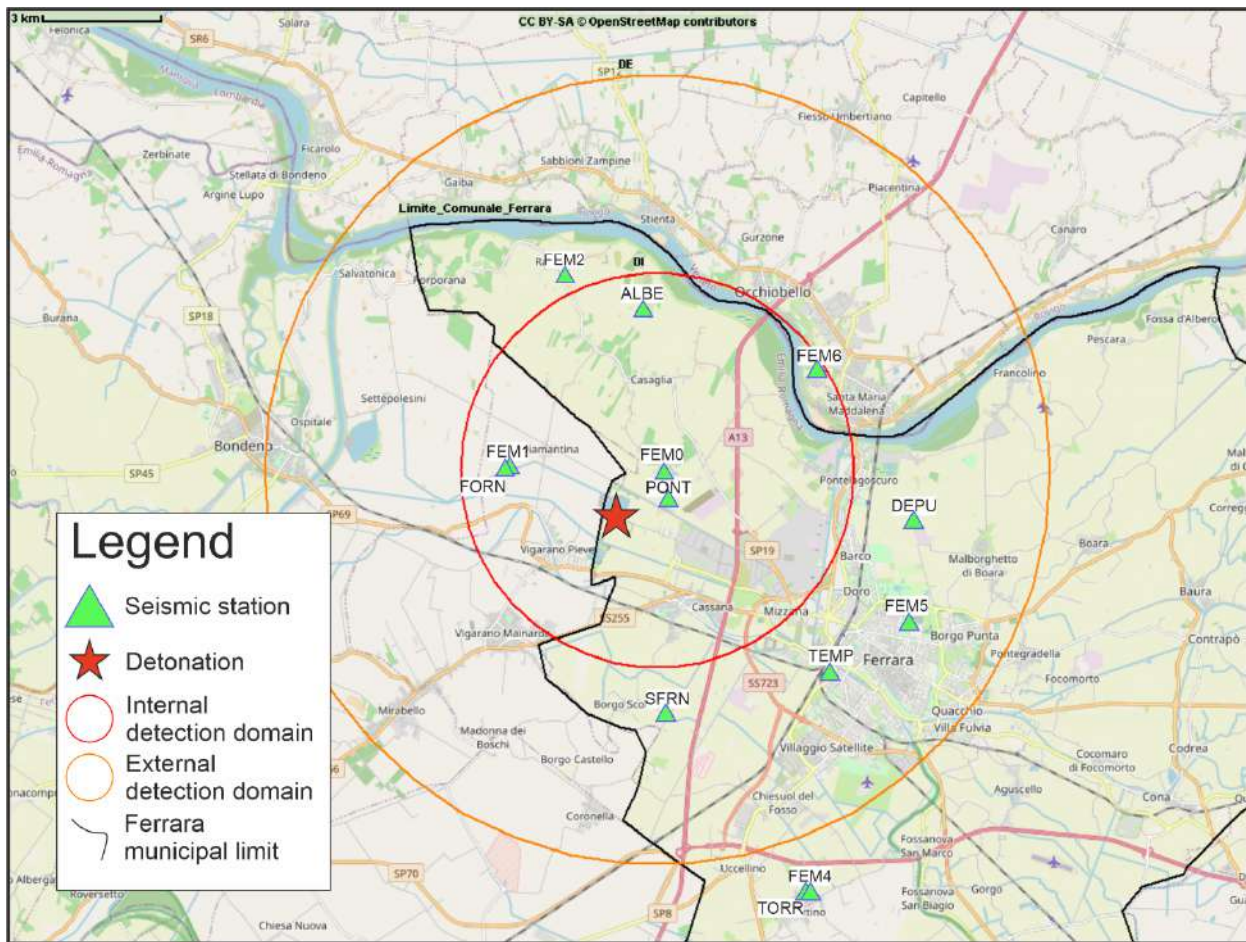 3 km
CC BY-SA © OpenStreetMap contributors
Felonica
Salara
SR6
DE
SP12
Mantova
Lombardia
Capitello
Fiesso Umbertiano
Emilia-Romagna
Zerbinate
Ficarolo
Sabbioni Zampine
Stellata di Bondeno
Gaiba
Piacentina
Argine Lupo
Limite_Comunale_Ferrara
Stienta
Gurzone
Canaro
Salvatonica
Porporana
FEM2
DI
Occhiobello
ALBE
Rovigo
Fossa d'Albero
Burana
SP18
Pescara
FEM6
Francolino
Casaglia
Settepolesini
Santa Maria
Maddalena
Ospitale
A13
Bondeno
SP45
FEM1
Diamantina
FEM0
FORN
PONT
Pontelagoscuro
DEPU
SP69
Vigarano Pieve
SP19
Barco
Malborghetto
di Boara
Boara
Doro
Baura
Cassana
Mizzana
FEM5
SS255
Borgo Punta
Contrapò
Vigarano Mainarda
Pontegradella
TEMP
Ferrara
Focomorto
SFRN
SS723
Mirabello
Borgo Sco
Quacchio
Villa Fulvia
Madonna dei
Boschi
Villaggio Satellite
Codrea
Borgo Castello
Cocomaro
di Focomorto
Chiesuol del
Fosso
Aguscello
Cona
Coronella
Fossanova
San Marco
Uccellino
SP70
FEM4
Gorgo
TORR
Fossanova
San Biagio
Roversetto
Chiesa Nuova
SP8
Legend
Seismic station
Detonation
Internal
detection domain
External
detection domain
Ferrara
municipal limit